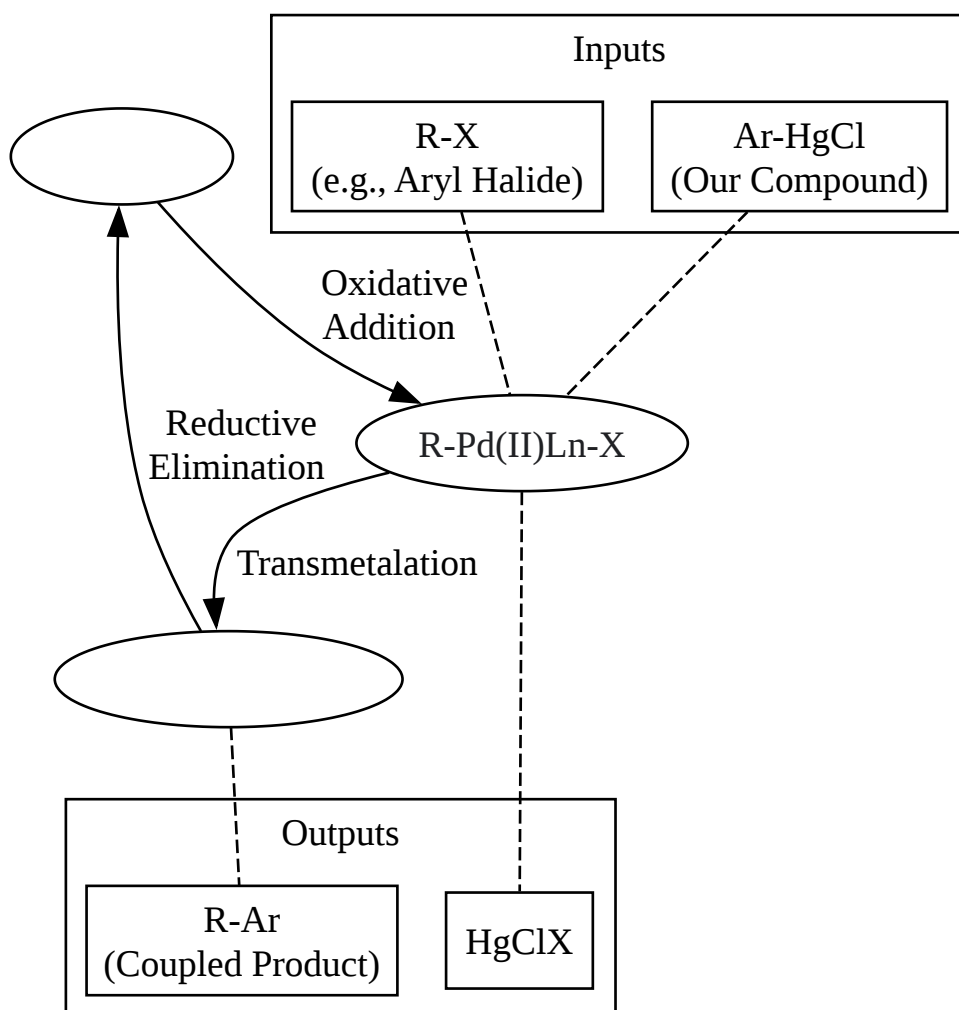 Inputs
R-X
(e.g., Aryl Halide)
Ar-HgCl
(Our Compound)
Oxidative
Addition
Reductive
Elimination
R-Pd(II)Ln-X
Transmetalation
Outputs
R-Ar
(Coupled Product)
HgClX